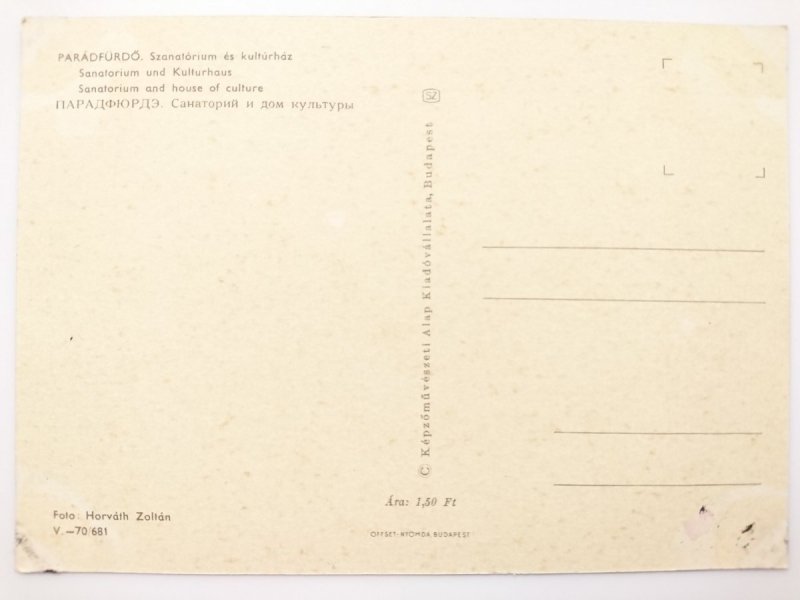 PARÁDFÜRDŐ. Szanatórium és kultúrház
Sanatorium und Kulturhaus
Sanatorium and house of culture
ПАРАДФЮРДЭ. Санаторий и дом культуры
SZ
© Képzőművészeti Alap Kiadóvállalata, Budapest
Ára: 1,50 Ft
Foto: Horváth Zoltán
V.—70/681
OFFSET-NYOMDA BUDAPEST